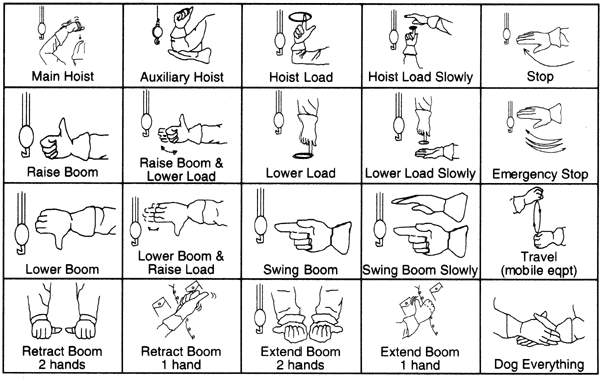 Main Hoist
Auxiliary Hoist
Hoist Load
Hoist Load Slowly
Stop
Raise Boom
Raise Boom &
Lower Load
Lower Load
Lower Load Slowly
Emergency Stop
Lower Boom
Lower Boom &
Raise Load
Swing Boom
Swing Boom Slowly
Travel
(mobile eqpt)
Retract Boom
2 hands
Retract Boom
1 hand
Extend Boom
2 hands
Extend Boom
1 hand
Dog Everything